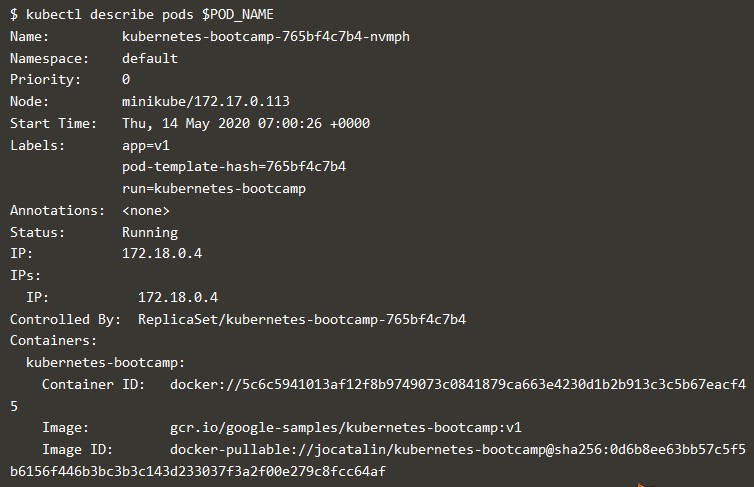 $ kubectl describe pods $POD_NAME
Name:         kubernetes-bootcamp-765bf4c7b4-nvmph
Namespace:    default
Priority:     0
Node:         minikube/172.17.0.113
Start Time:   Thu, 14 May 2020 07:00:26 +0000
Labels:       app=v1
              pod-template-hash=765bf4c7b4
              run=kubernetes-bootcamp
Annotations:  <none>
Status:       Running
IP:           172.18.0.4
IPs:
  IP:           172.18.0.4
Controlled By:  ReplicaSet/kubernetes-bootcamp-765bf4c7b4
Containers:
  kubernetes-bootcamp:
    Container ID:   docker://5c6c5941013af12f8b9749073c0841879ca663e4230d1b2b913c3c5b67eacf4
5
    Image:          gcr.io/google-samples/kubernetes-bootcamp:v1
    Image ID:       docker-pullable://jocatalin/kubernetes-bootcamp@sha256:0d6b8ee63bb57c5f5
b6156f446b3bc3b3c143d233037f3a2f00e279c8fcc64af